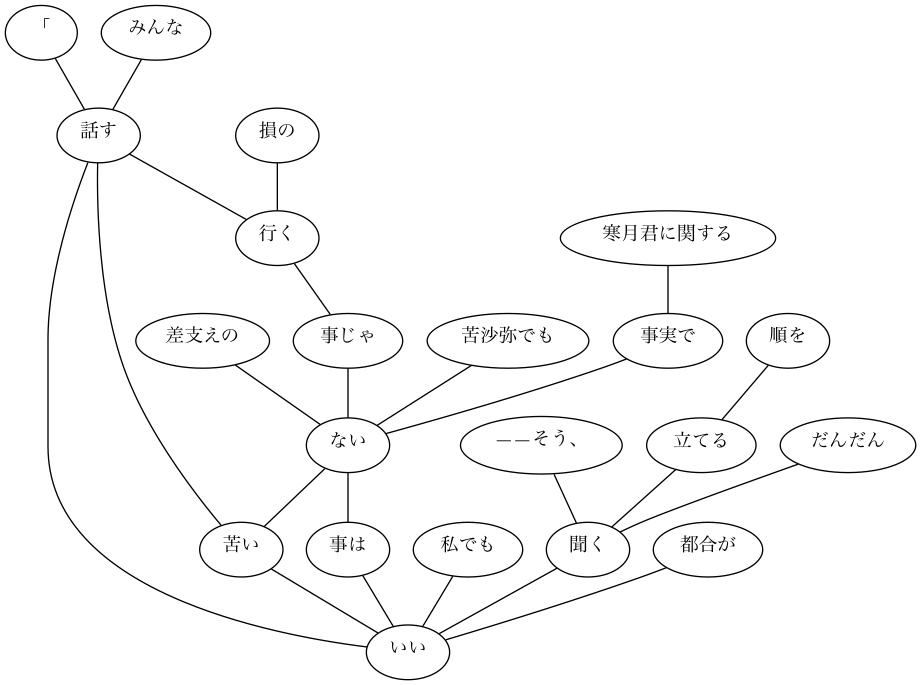 「
みんな
話す
損の
行く
寒月君に関する
差支えの
事じゃ
苦沙弥でも
事実で
順を
ない
——そう、
立てる
だんだん
苦い
事は
私でも
聞く
都合が
いい